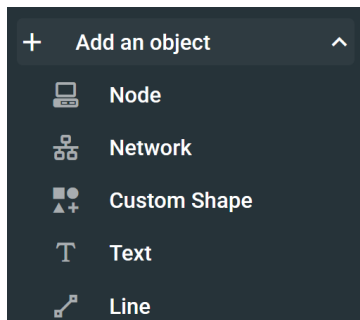 Add an object
Node
Network
Custom Shape
Text
Line